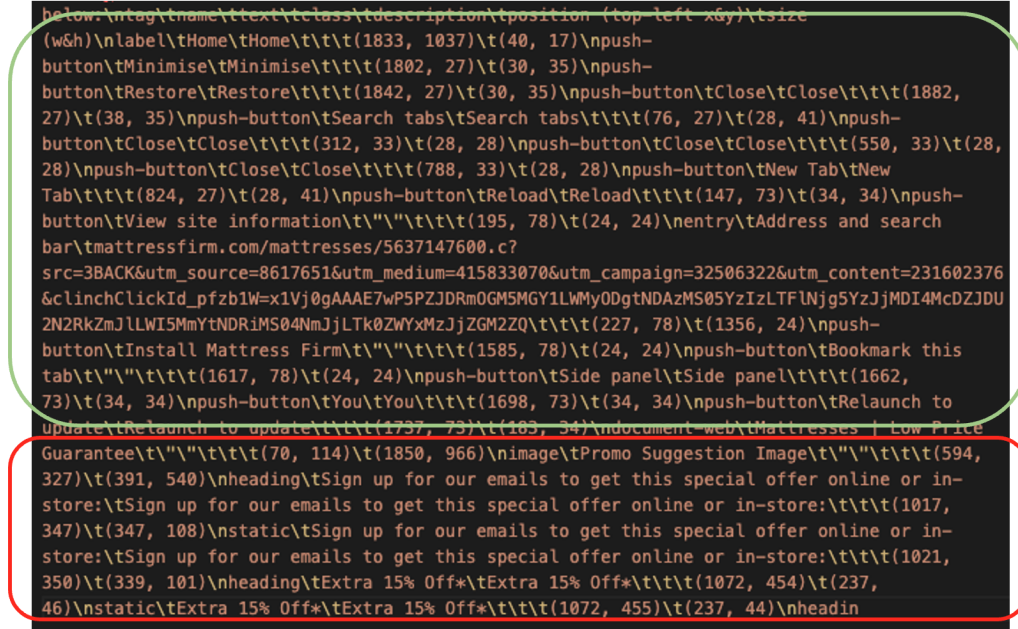 below:\ntag\tname\ttext\tclass\tdescription\tposition (top-left x&y)\tsize
(w&h)\nlabel\tHome\tHome\t\t\t(1833, 1037)\t(40, 17)\npush-
button\tMinimise\tMinimise\t\t\t(1802, 27)\t(30, 35)\npush-
button\tRestore\tRestore\t\t\t(1842, 27)\t(30, 35)\npush-button\tClose\tClose\t\t\t(1882,
27)\t(38, 35)\npush-button\tSearch tabs\tSearch tabs\t\t\t(76, 27)\t(28, 41)\npush-
button\tClose\tClose\t\t\t(312, 33)\t(28, 28)\npush-button\tClose\tClose\t\t\t(550, 33)\t(28,
28)\npush-button\tClose\tClose\t\t\t(788, 33)\t(28, 28)\npush-button\tNew Tab\tNew
Tab\t\t\t(824, 27)\t(28, 41)\npush-button\tReload\tReload\t\t\t(147, 73)\t(34, 34)\npush-
button\tView site information\t\"\"\t\t\t(195, 78)\t(24, 24)\nentry\tAddress and search
bar\tmattressfirm.com/mattresses/5637147600.c?
src=3BACK&utm_source=8617651&utm_medium=415833070&utm_campaign=32506322&utm_content=231602376
&clinchClickId_pfzb1W=x1Vj0gAAAE7wP5PZJDRmOGM5MGY1LWMyODgtNDAzMS05YzIzLTFlNjg5YzJjMDI4McDZJDU
2N2RkZmJlLWI5MmYtNDRiMS04NmJjLTk0ZWYxMzJjZGM2ZQ\t\t\t(227, 78)\t(1356, 24)\npush-
button\tInstall Mattress Firm\t\"\"\t\t\t(1585, 78)\t(24, 24)\npush-button\tBookmark this
tab\t\"\"\t\t\t(1617, 78)\t(24, 24)\npush-button\tSide panel\tSide panel\t\t\t(1662,
73)\t(34, 34)\npush-button\tYou\tYou\t\t\t(1698, 73)\t(34, 34)\npush-button\tRelaunch to
update\tRelaunch to update\t\t\t(1737, 73)\t(183, 34)\ndocument-web\tMattresses | Low Price
Guarantee\t\"\"\t\t\t(70, 114)\t(1850, 966)\nimage\tPromo Suggestion Image\t\"\"\t\t\t(594,
327)\t(391, 540)\nheading\tSign up for our emails to get this special offer online or in-
store:\tSign up for our emails to get this special offer online or in-store:\t\t\t(1017,
347)\t(347, 108)\nstatic\tSign up for our emails to get this special offer online or in-
store:\tSign up for our emails to get this special offer online or in-store:\t\t\t(1021,
350)\t(339, 101)\nheading\tExtra 15% Off*\tExtra 15% Off*\t\t\t(1072, 454)\t(237,
46)\nstatic\tExtra 15% Off*\tExtra 15% Off*\t\t\t(1072, 455)\t(237, 44)\nheadin